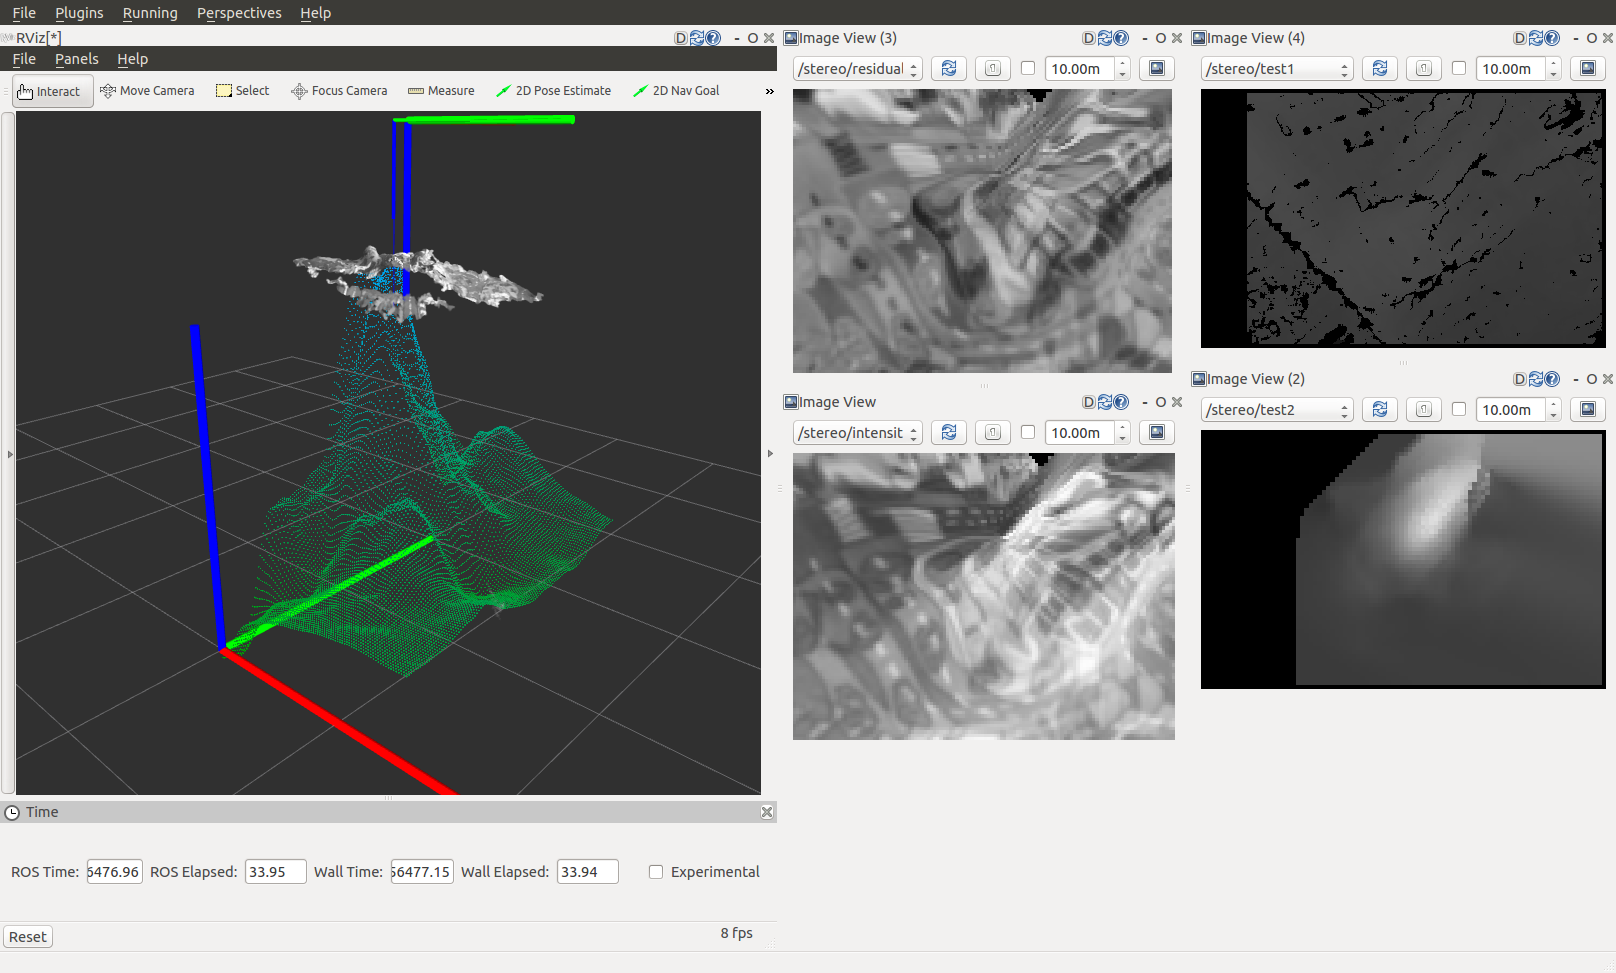 File Plugins Running Perspectives Help
RViz[*] D - O
File Panels Help
Interact Move Camera Select Focus Camera Measure 2D Pose Estimate 2D Nav Goal »
Time
ROS Time: 6476.96 ROS Elapsed: 33.95 Wall Time: 56477.15 Wall Elapsed: 33.94 Experimental
Reset 8 fps
Image View (3) D - O
/stereo/residual 10.00m
Image View D - O
/stereo/intensit 10.00m
Image View (4) D - O
/stereo/test1 10.00m
Image View (2) D - O
/stereo/test2 10.00m